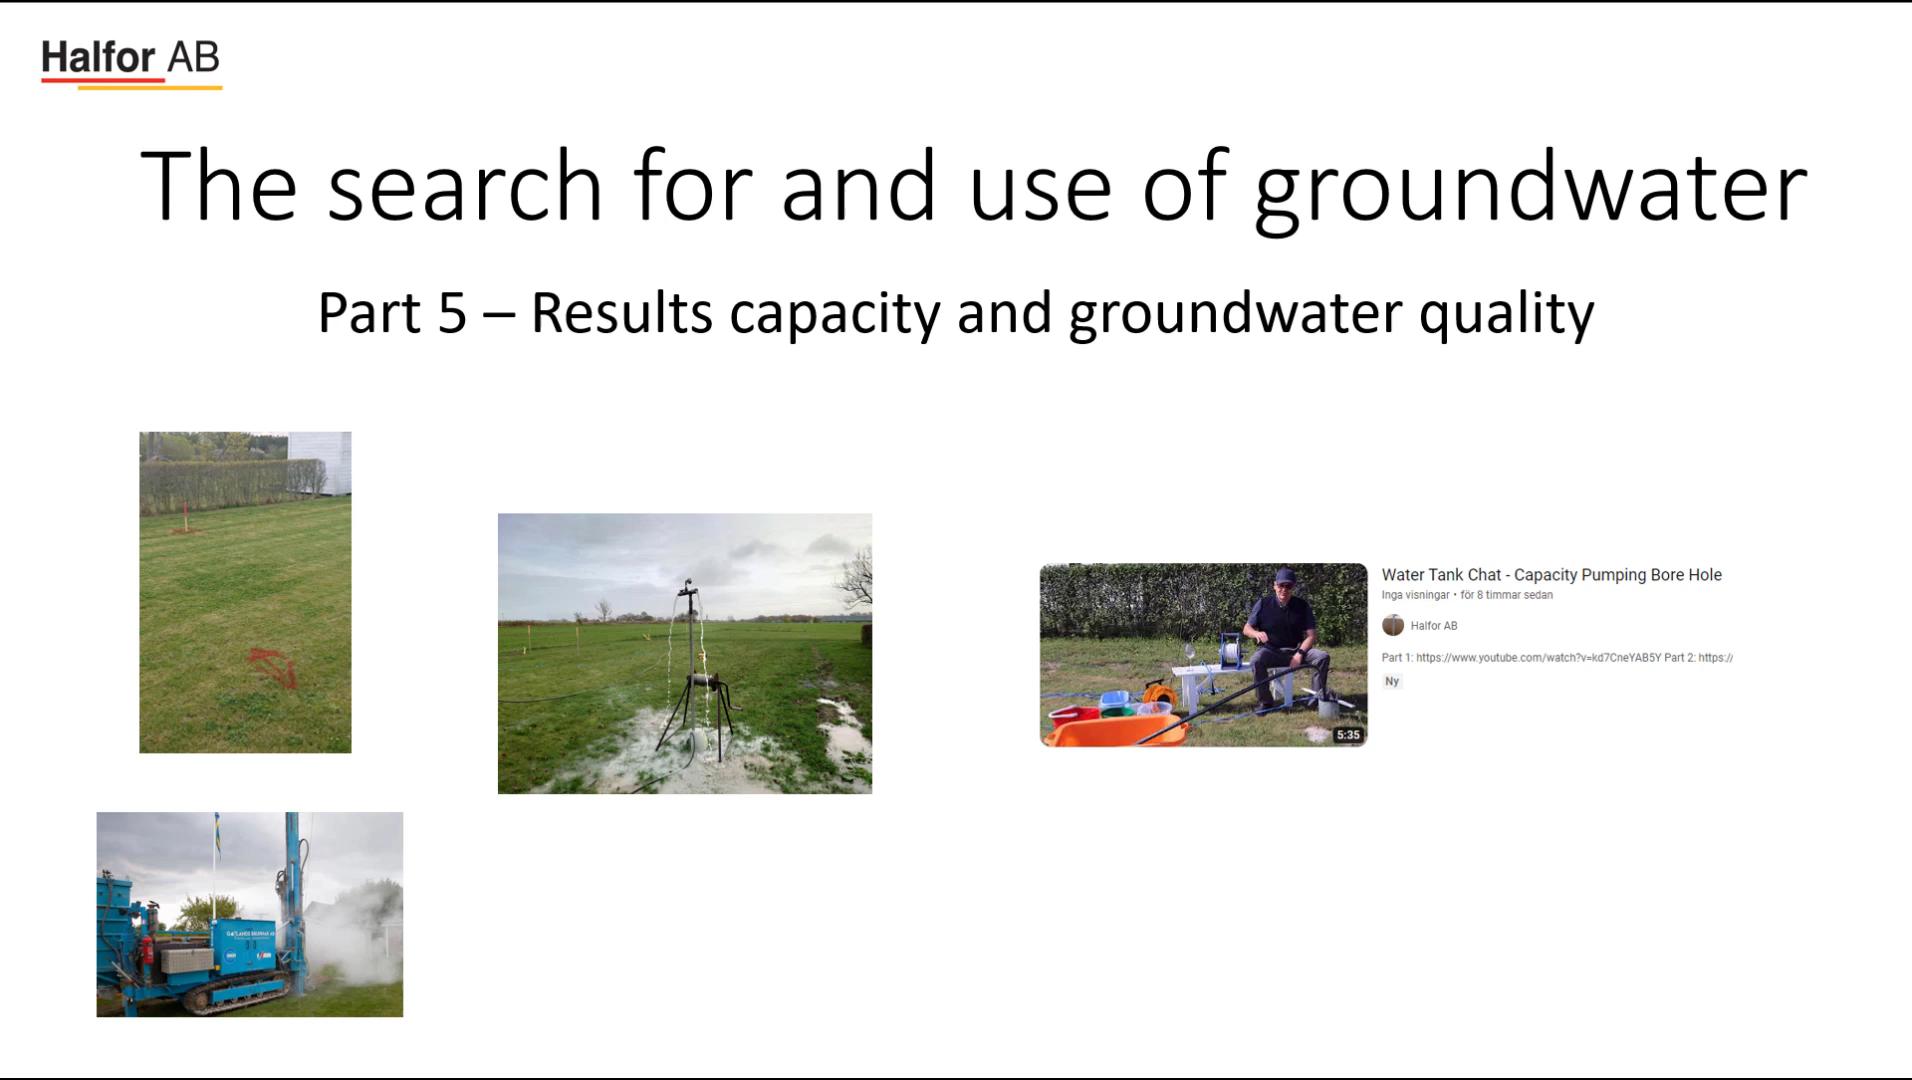 Halfor AB
The search for and use of groundwater
Part 5 – Results capacity and groundwater quality
Water Tank Chat - Capacity Pumping Bore Hole
Inga visningar • för 8 timmar sedan
Halfor AB
Part 1: https://www.youtube.com/watch?v=kd7CneYAB5Y Part 2: https://
Ny
5:35